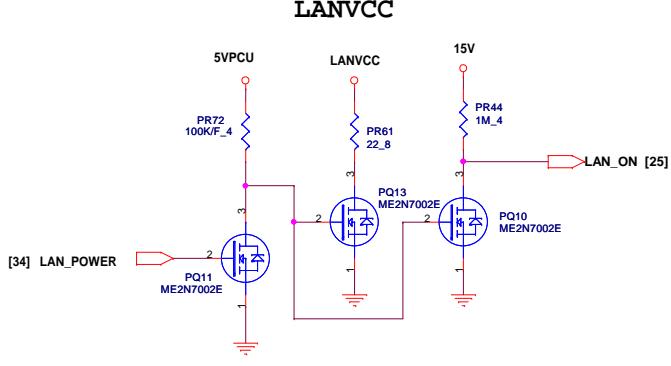 LANVCC
5VPCU
LANVCC
15V
PR72
100K/F_4
PR61
22_8
PR44
1M_4
3
3
LAN_ON [25]
PQ13
ME2N7002E
3
2
2
PQ10
ME2N7002E
[34] LAN_POWER
2
PQ11
ME2N7002E
1
1
1